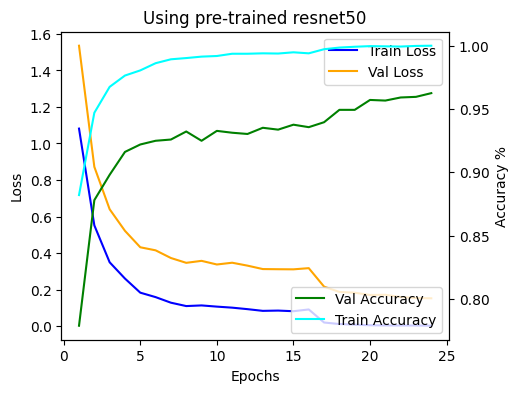 Using pre-trained resnet50
1.6
1.4
1.2
1.0
0.8
0.6
0.4
0.2
0.0
Loss
0
5
10
15
20
25
Epochs
1.00
0.95
0.90
0.85
0.80
Accuracy %
Train Loss
Val Loss
Val Accuracy
Train Accuracy